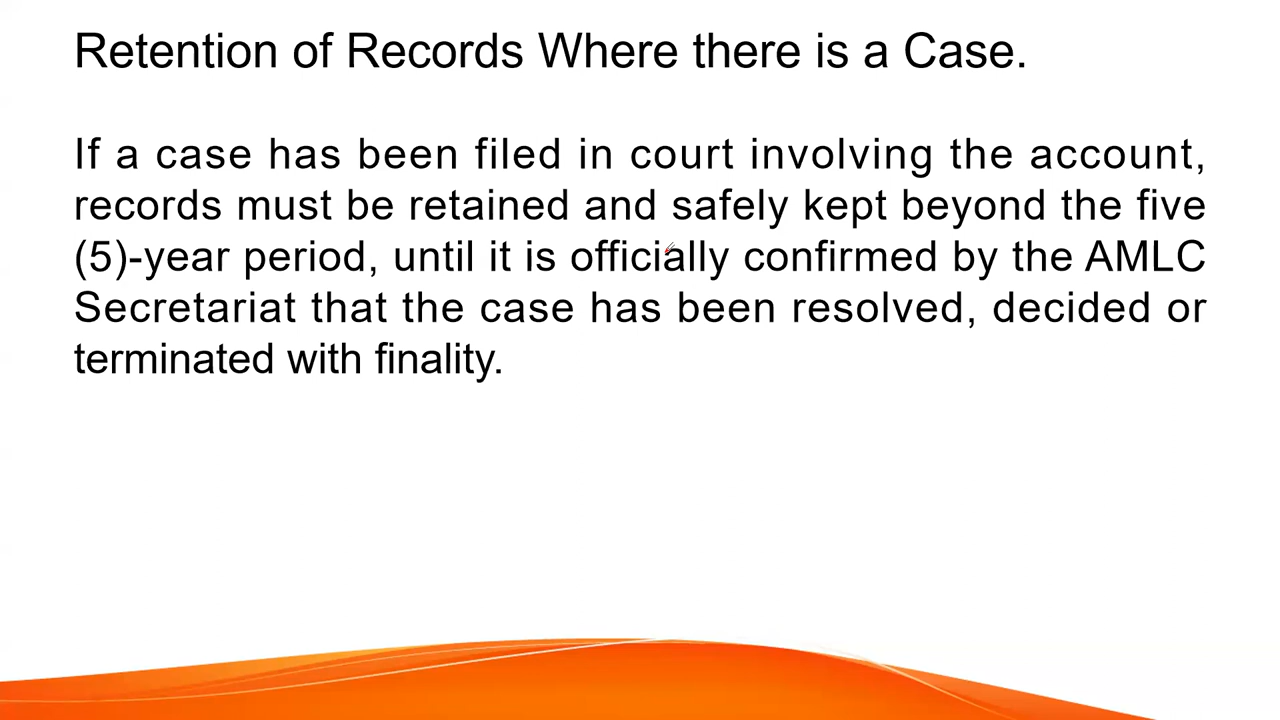 Retention of Records Where there is a Case.
If a case has been filed in court involving the account,
records must be retained and safely kept beyond the five
(5)-year period, until it is officially confirmed by the AMLC
Secretariat that the case has been resolved, decided or
terminated with finality.